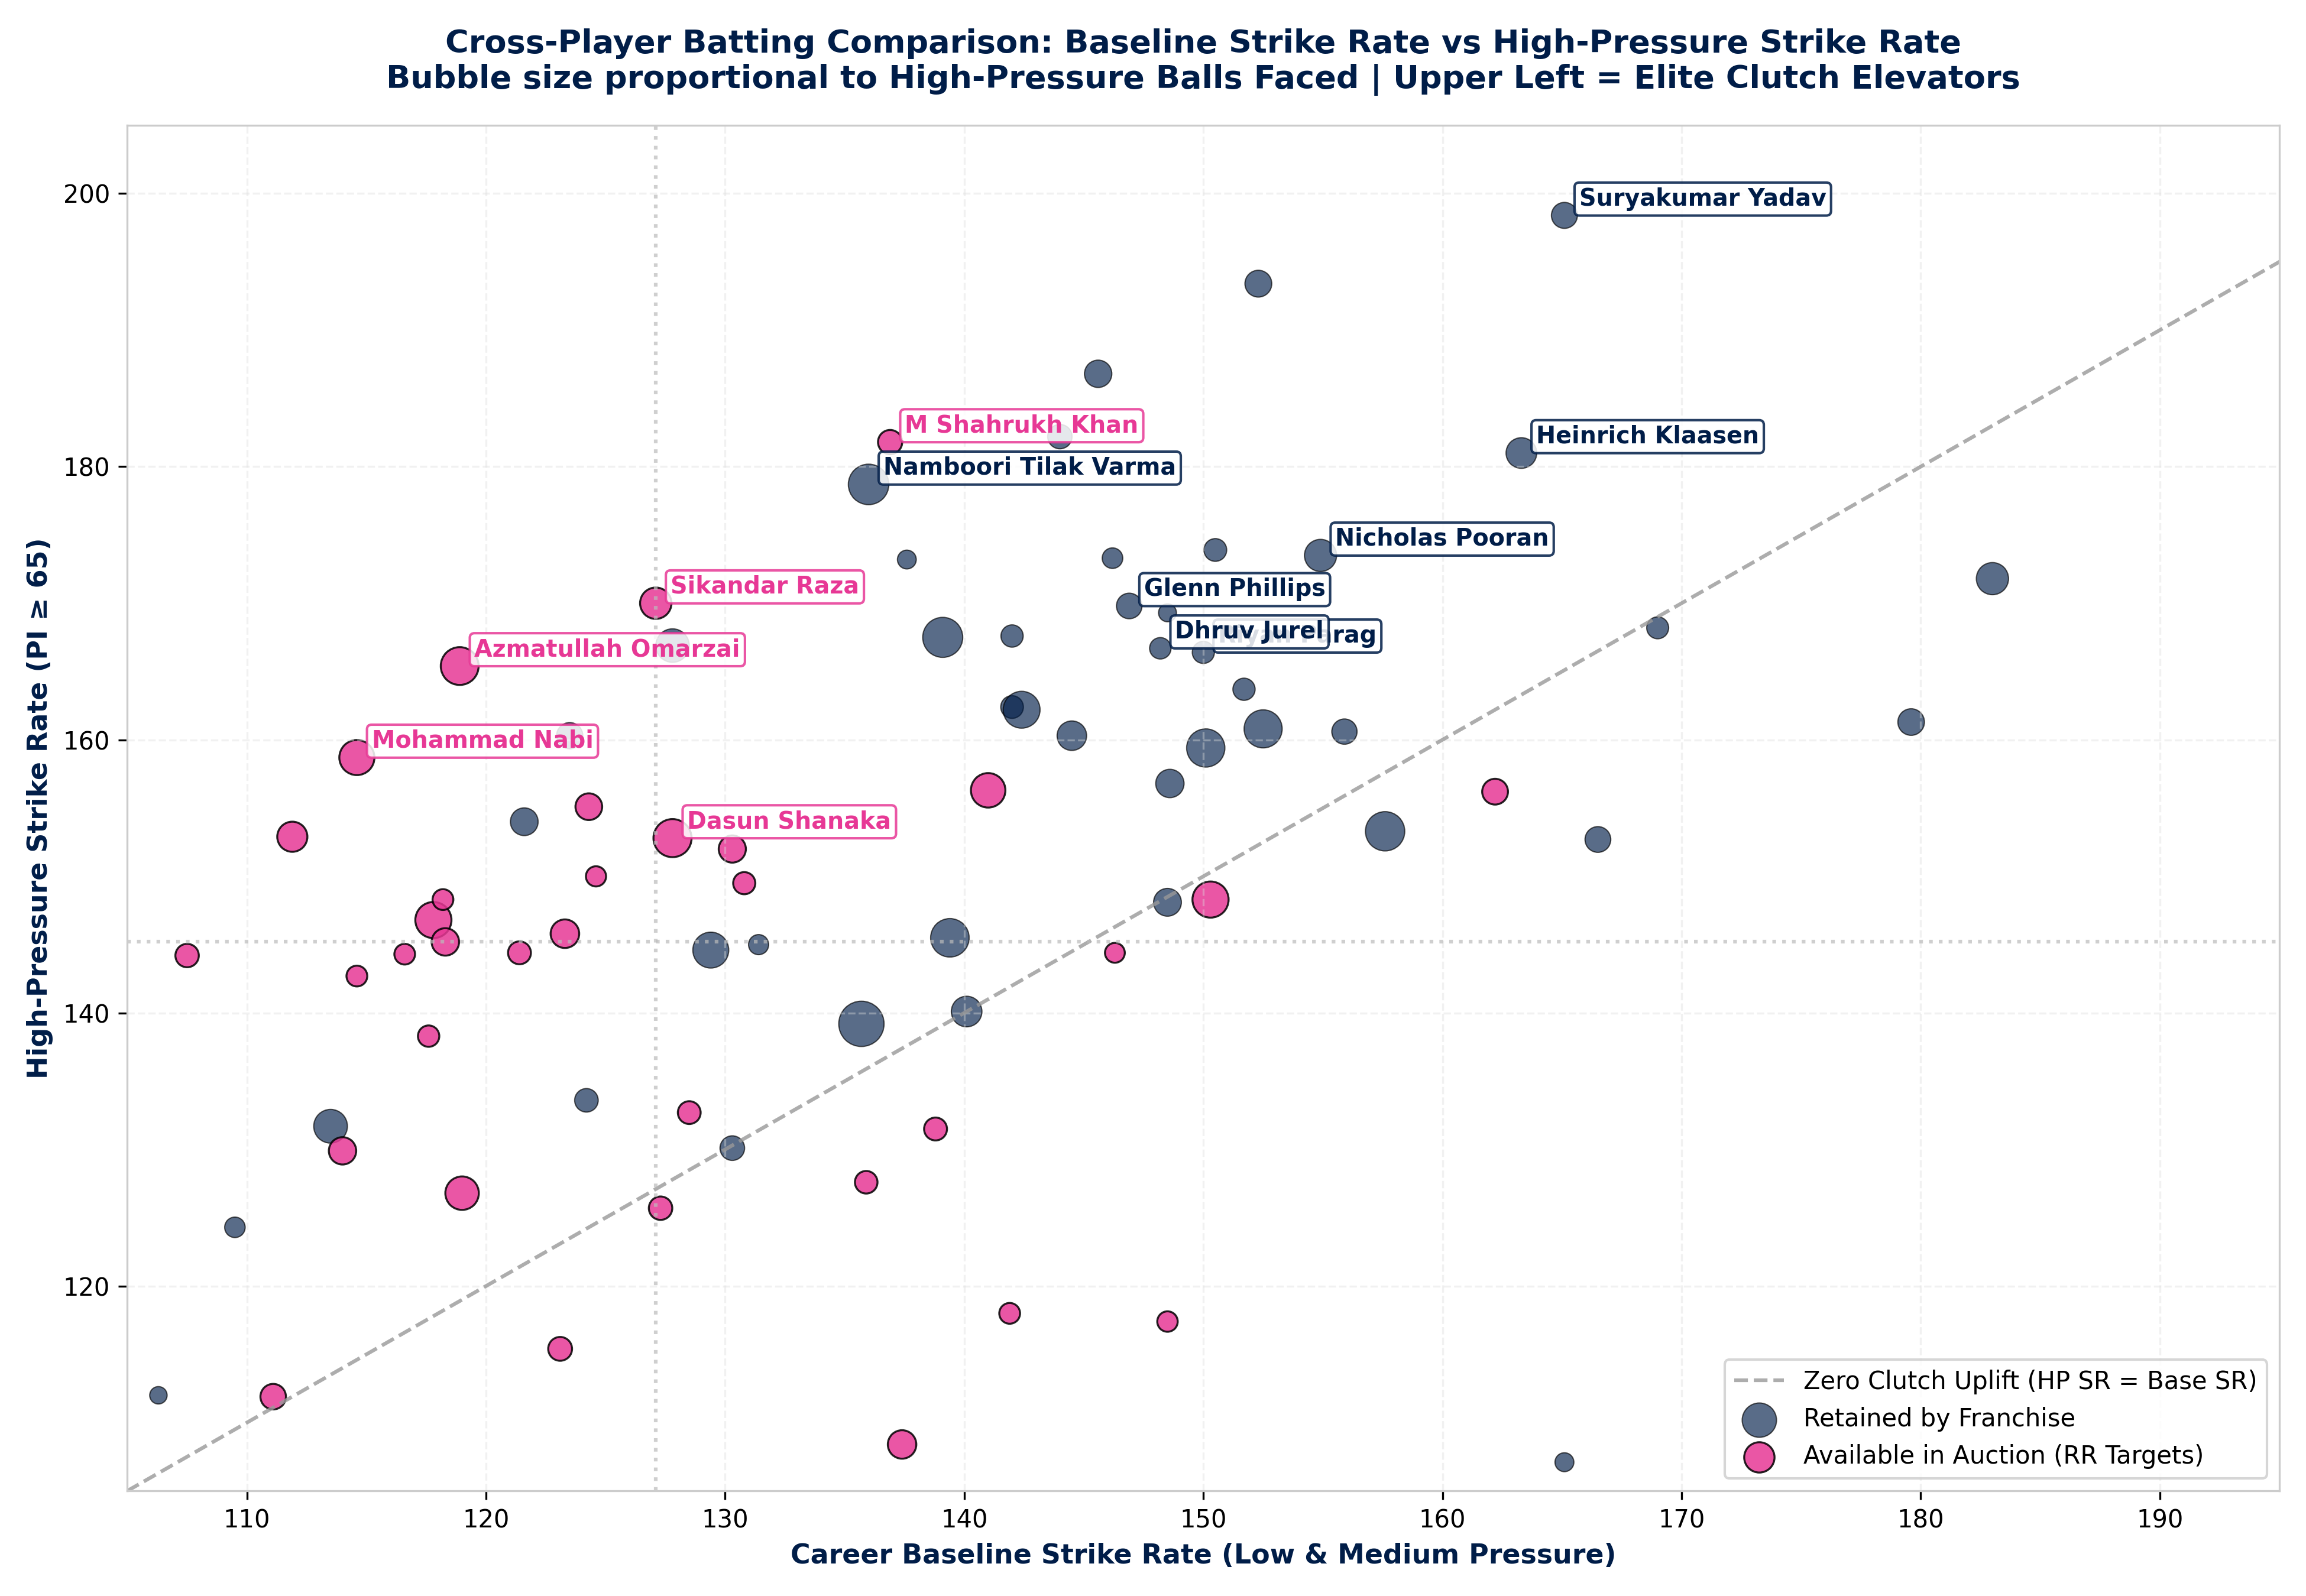 Cross-Player Batting Comparison: Baseline Strike Rate vs High-Pressure Strike Rate
Bubble size proportional to High-Pressure Balls Faced | Upper Left = Elite Clutch Elevators
High-Pressure Strike Rate (PI ≥ 65)
200
180
160
140
120
Suryakumar Yadav
M Shahrukh Khan
Heinrich Klaasen
Namboori Tilak Varma
Nicholas Pooran
Sikandar Raza
Glenn Phillips
Dhruv Jurel
Parag
Azmatullah Omarzai
Mohammad Nabi
Dasun Shanaka
Zero Clutch Uplift (HP SR = Base SR)
Retained by Franchise
Available in Auction (RR Targets)
110
120
130
140
150
160
170
180
190
Career Baseline Strike Rate (Low & Medium Pressure)